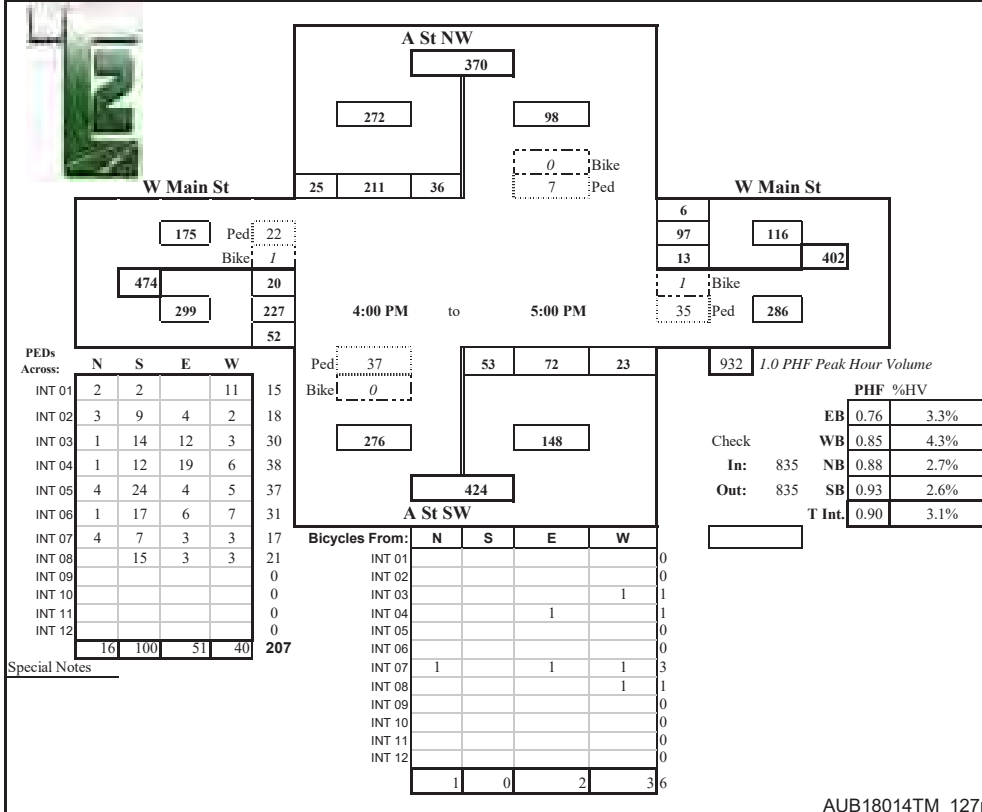 A St NW
370
272 98
0 Bike
7 Ped
W Main St 25 211 36 W Main St
6
175 Ped 22 97 116
Bike 1 13 402
474 20 1 Bike
299 227 4:00 PM to 5:00 PM 35 Ped 286
52
PEDs Across: N S E W
Ped 37 53 72 23 932 1.0 PHF Peak Hour Volume
Bike 0
276 148
424
A St SW
PHF %HV
EB 0.76 3.3%
Check WB 0.85 4.3%
In: 835 NB 0.88 2.7%
Out: 835 SB 0.93 2.6%
T Int. 0.90 3.1%
INT 01 2 2 11 15
INT 02 3 9 4 2 18
INT 03 1 14 12 3 30
INT 04 1 12 19 6 38
INT 05 4 24 4 5 37
INT 06 1 17 6 7 31
INT 07 4 7 3 3 17
INT 08 15 3 3 21
INT 09 0
INT 10 0
INT 11 0
INT 12 0
16 100 51 40 207
Special Notes
Bicycles From: N S E W
INT 01 0
INT 02 0
INT 03 1 1
INT 04 1 1
INT 05 0
INT 06 0
INT 07 1 1 1 3
INT 08 1 1
INT 09 0
INT 10 0
INT 11 0
INT 12 0
1 0 2 3 6